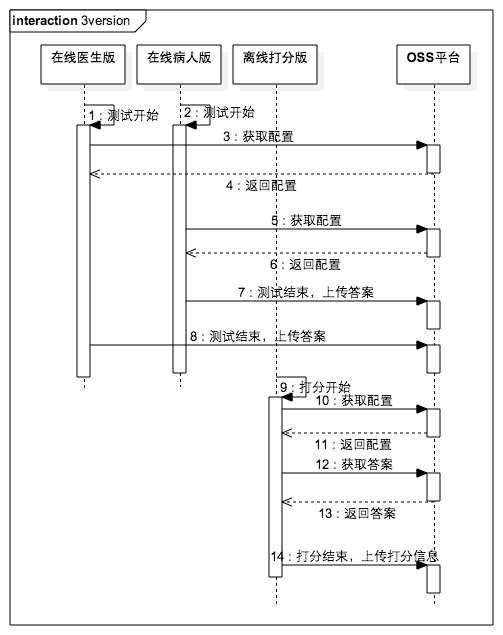 interaction 3version
在线医生版
在线病人版
离线打分版
OSS平台
1 : 测试开始
2 : 测试开始
3 : 获取配置
4 : 返回配置
5 : 获取配置
6 : 返回配置
7 : 测试结束，上传答案
8 : 测试结束，上传答案
9 : 打分开始
10 : 获取配置
11 : 返回配置
12 : 获取答案
13 : 返回答案
14 : 打分结束，上传打分信息